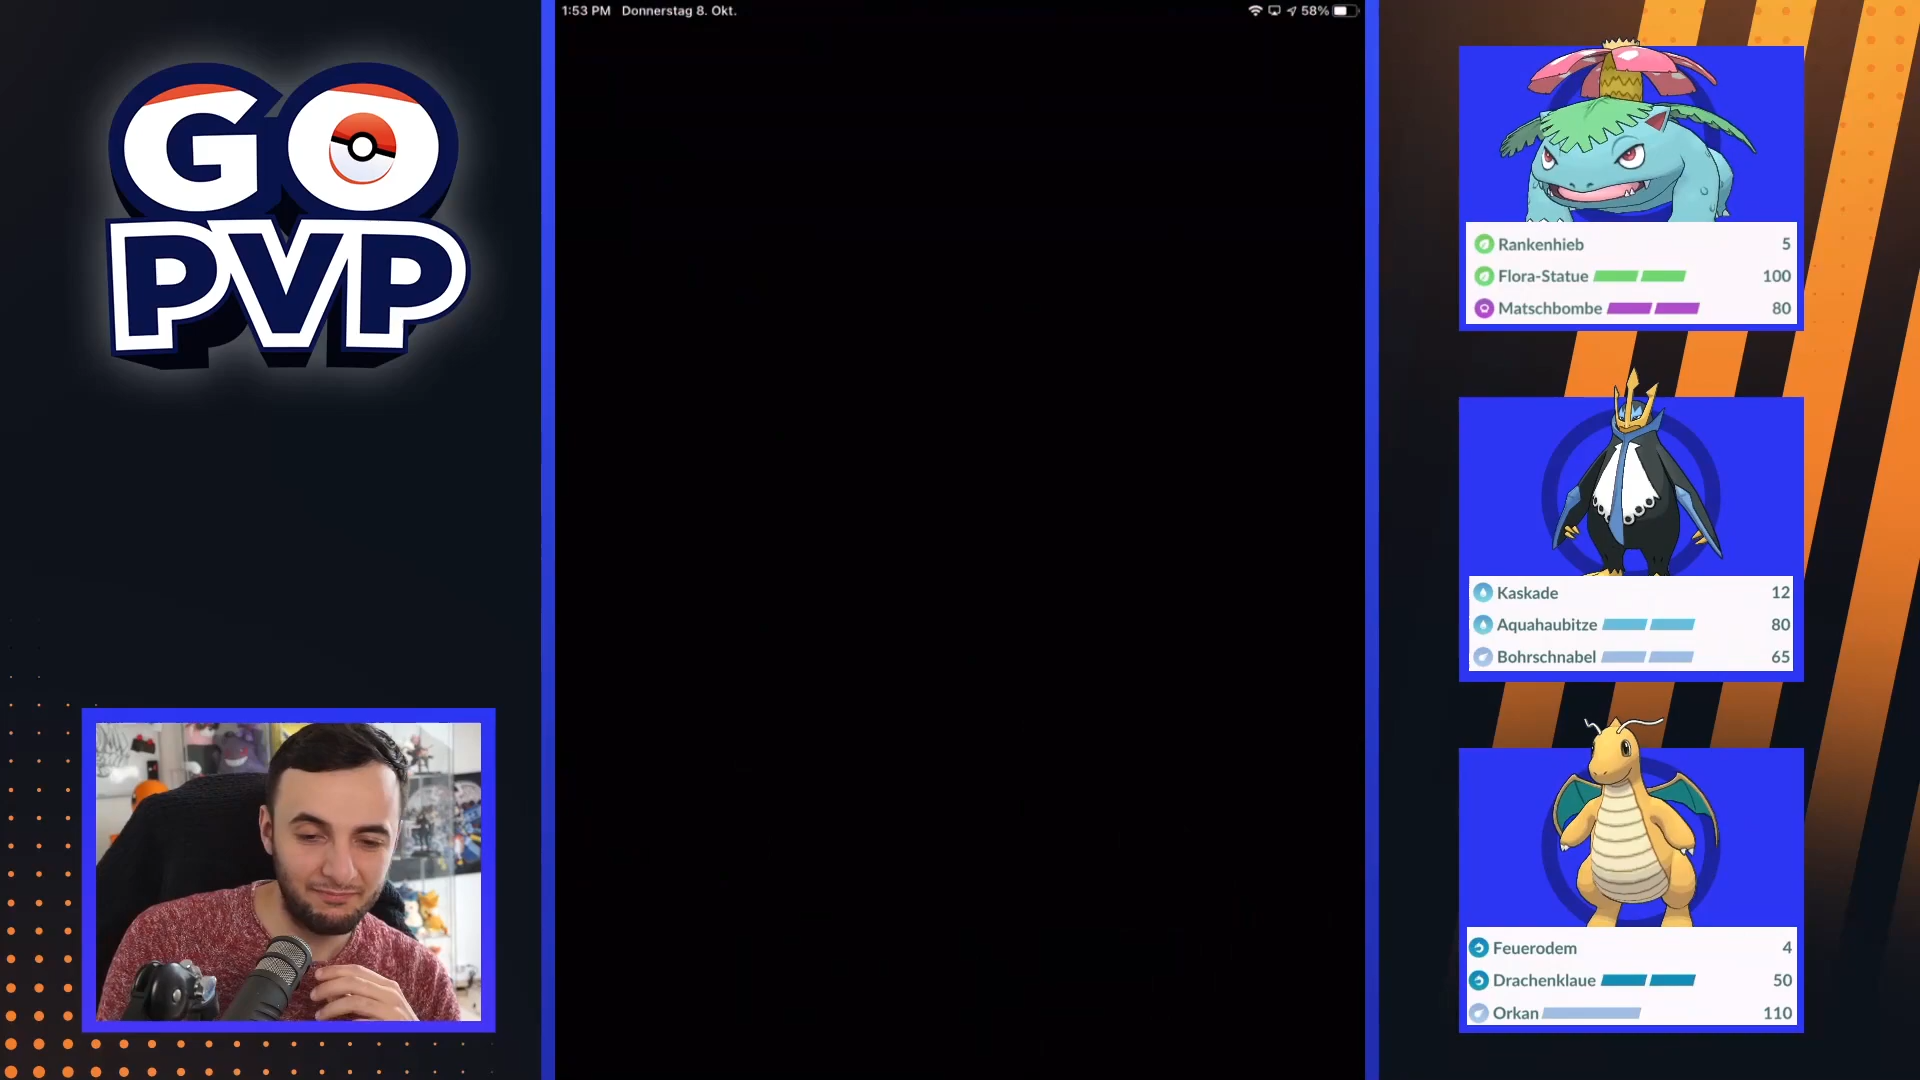 1:53 PM Donnerstag 8. Okt.
58%
GO
PVP
Rankenhieb 5
Flora-Statue 100
Matschbombe 80
Kaskade 12
Aquahaubitze 80
Bohrschnabel 65
Feuerodem 4
Drachenklaue 50
Orkan 110